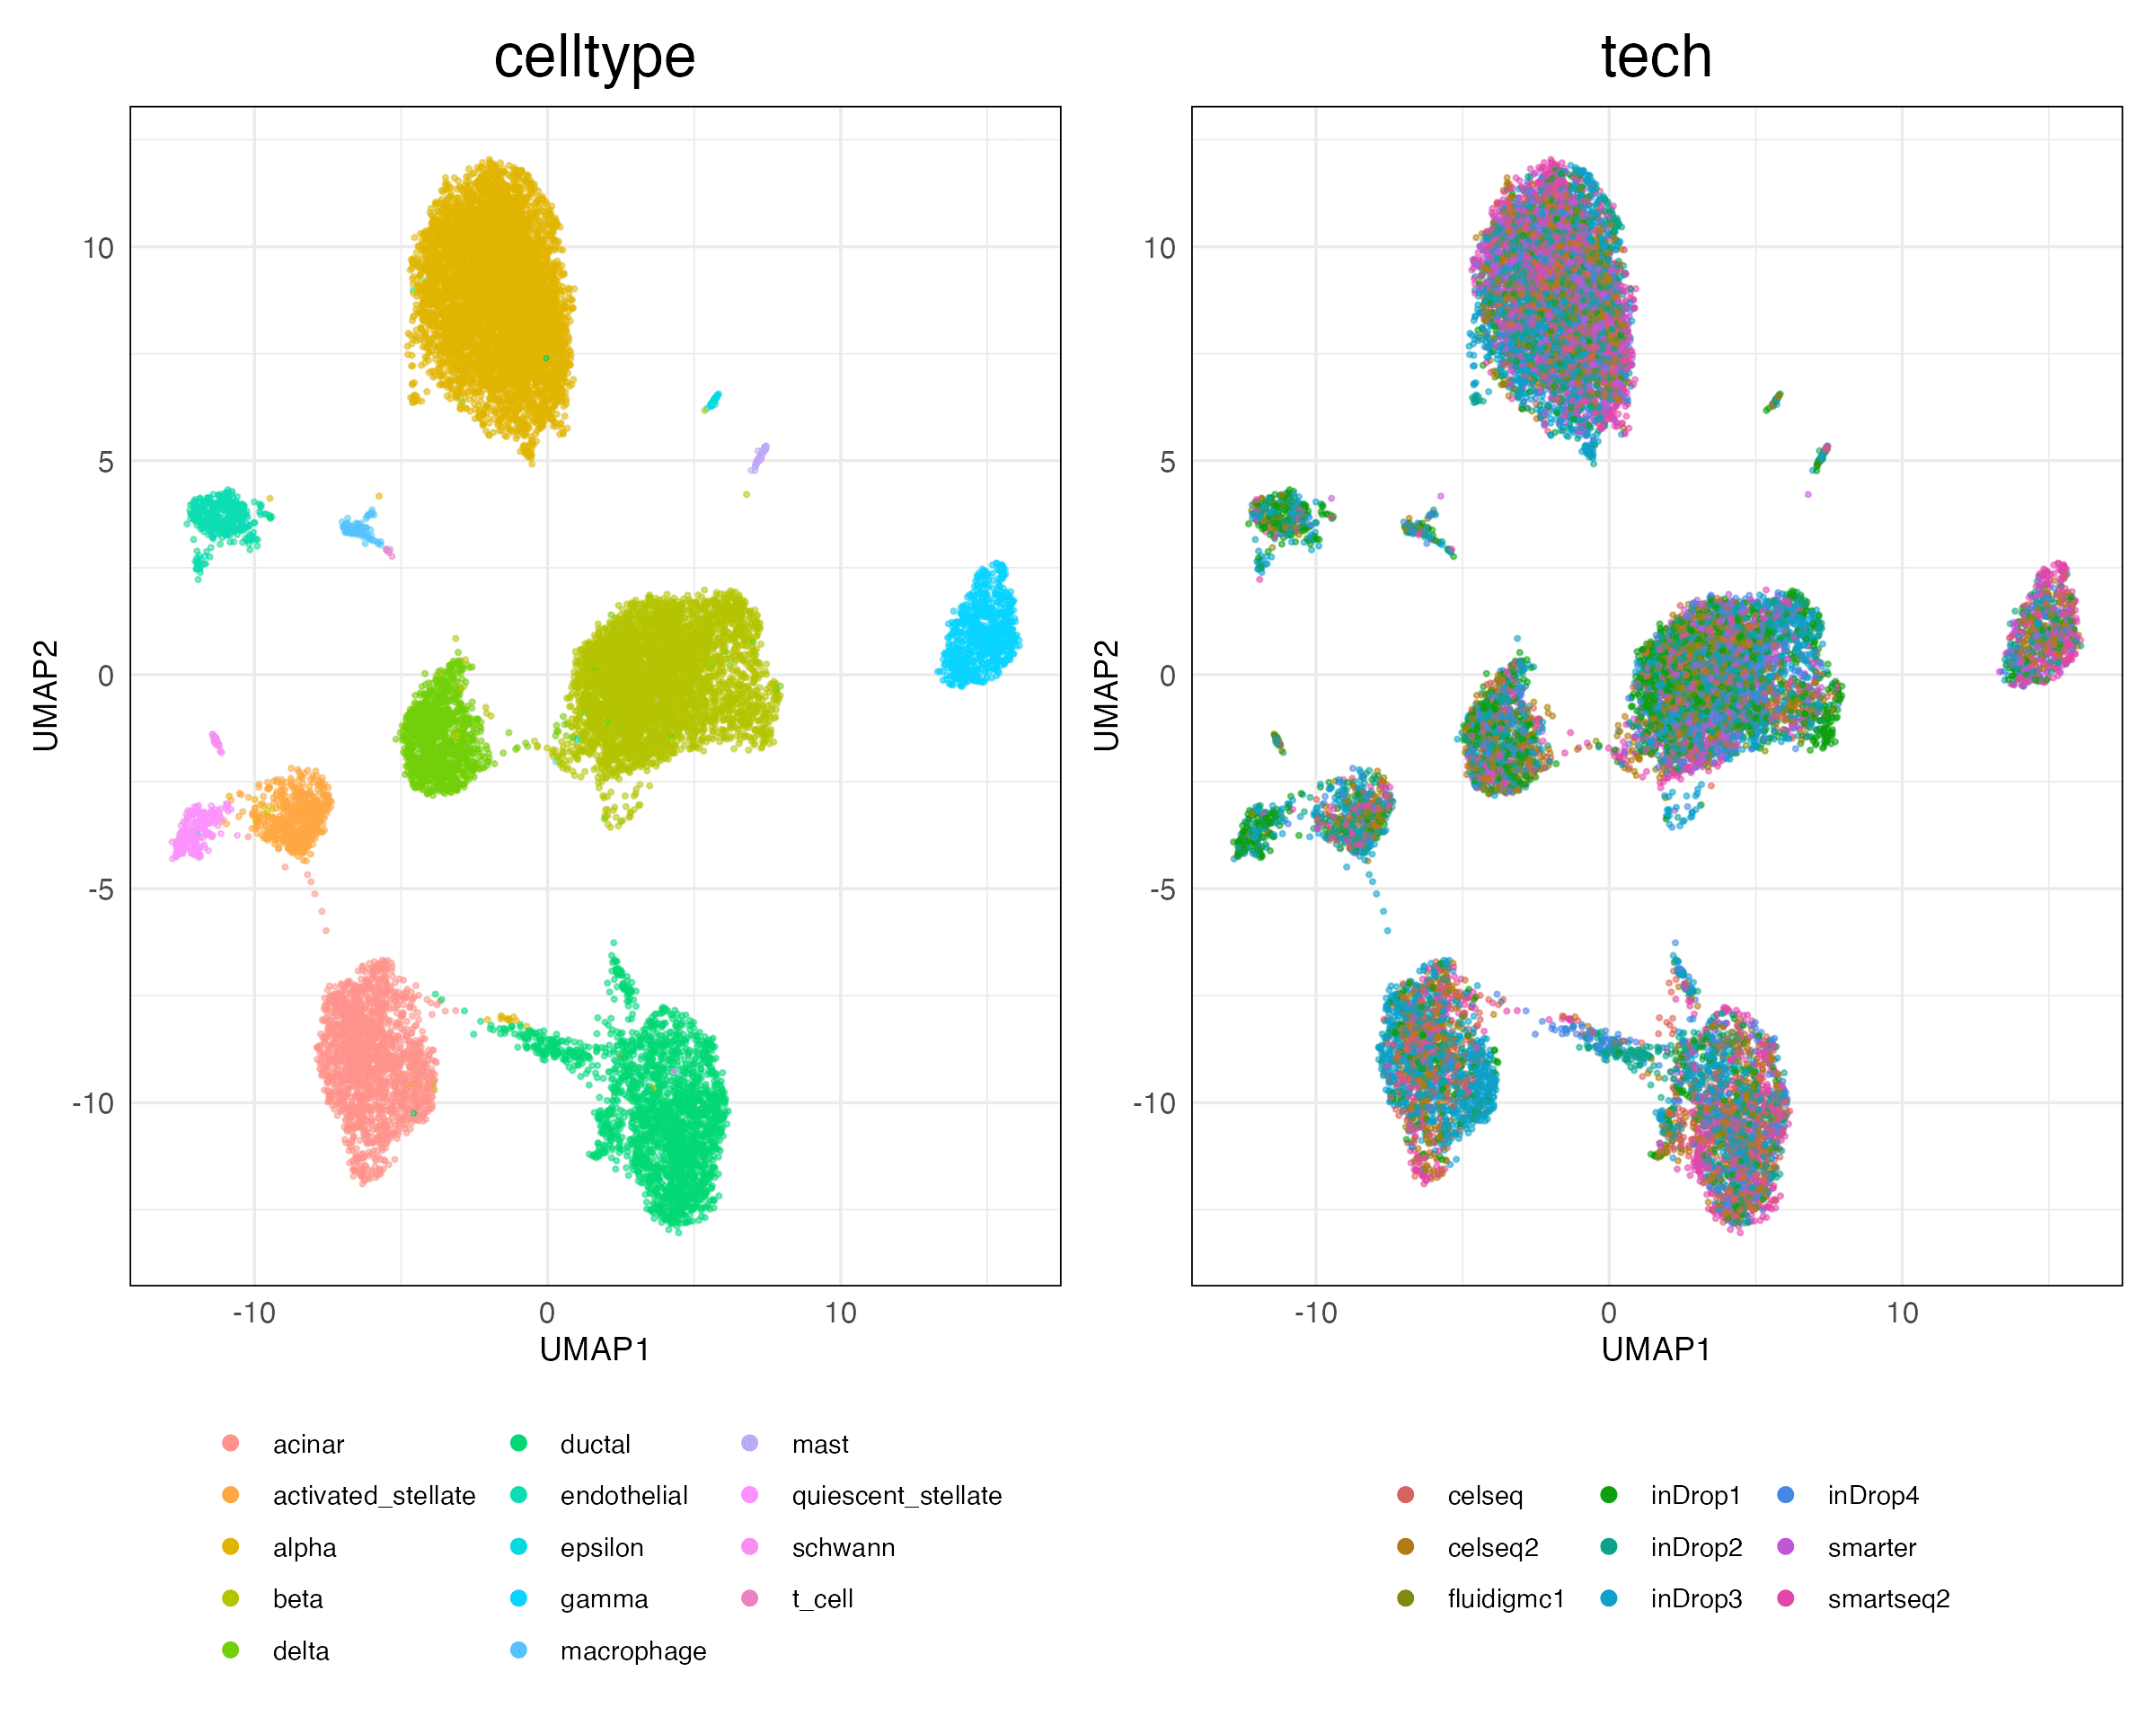 celltype
tech
10
5
0
-5
-10
UMAP2
-10
0
10
UMAP1
10
5
0
-5
-10
UMAP2
-10
0
10
UMAP1
acinar
activated_stellate
alpha
beta
delta
ductal
endothelial
epsilon
gamma
macrophage
mast
quiescent_stellate
schwann
t_cell
celseq
celseq2
fluidigmc1
inDrop1
inDrop2
inDrop3
inDrop4
smarter
smartseq2